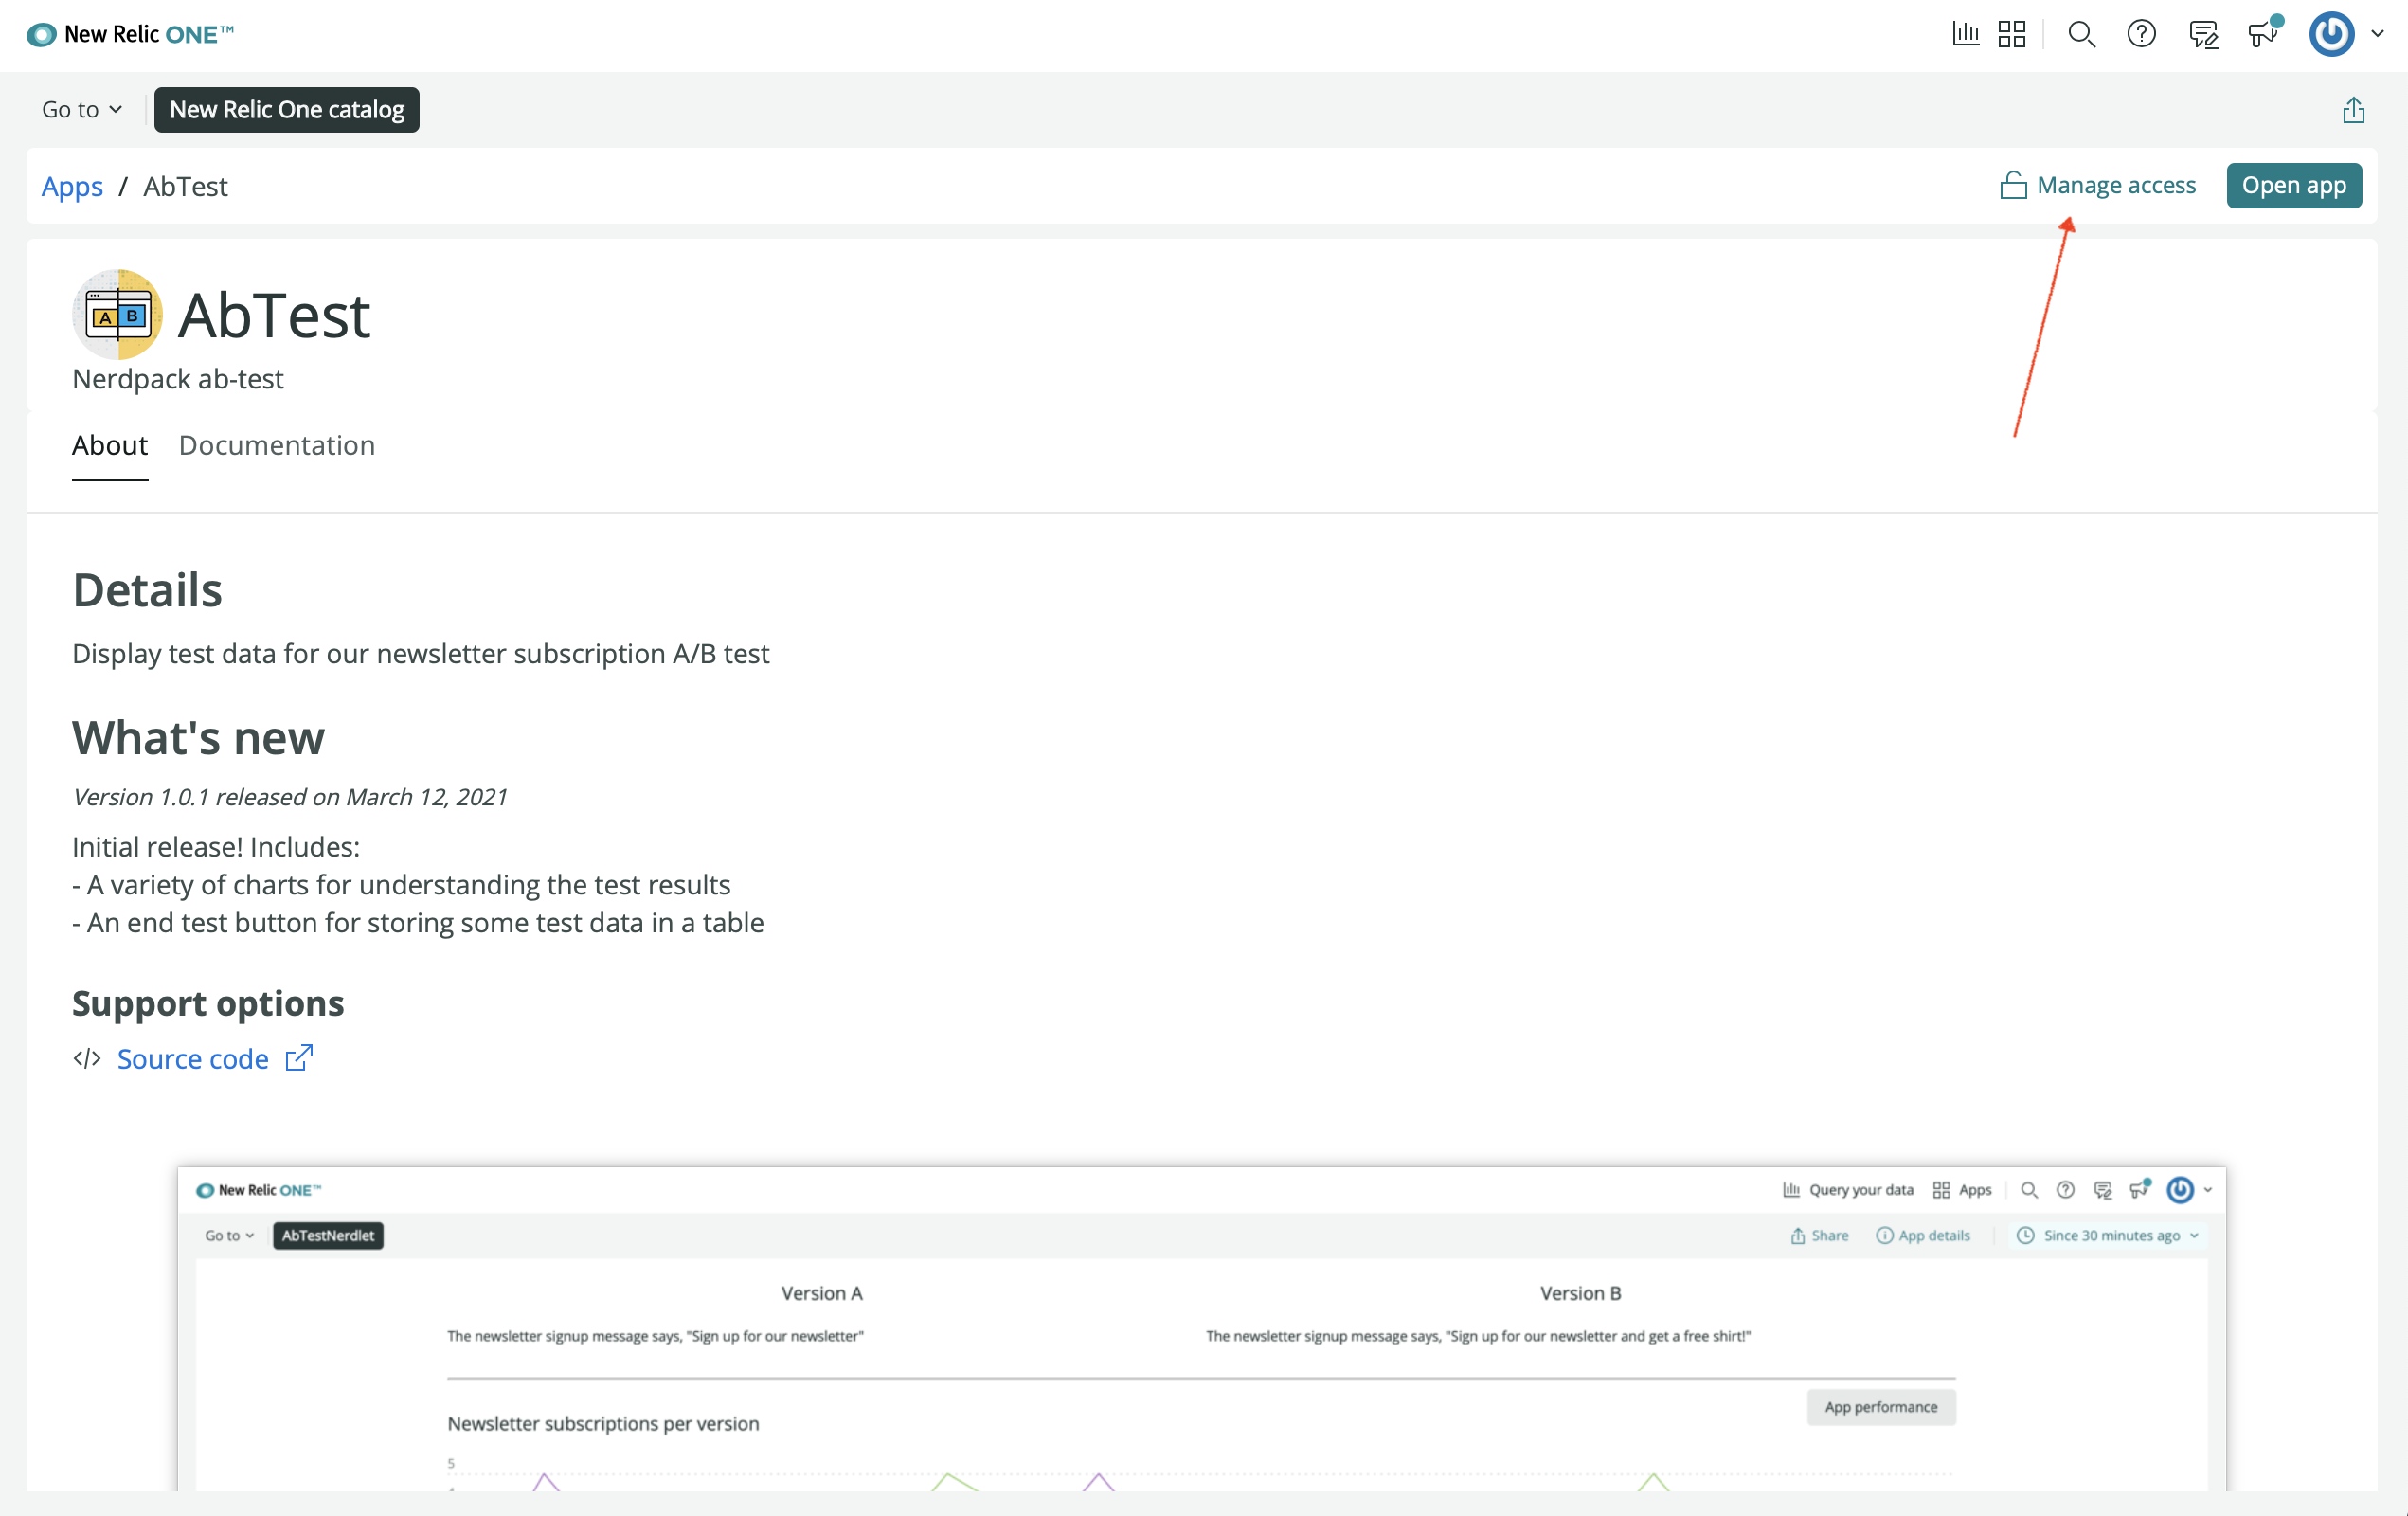 New Relic ONE™
Go to
New Relic One catalog
Apps / AbTest
Manage access
Open app
A B
AbTest
Nerdpack ab-test
About
Documentation
Details
Display test data for our newsletter subscription A/B test
What's new
Version 1.0.1 released on March 12, 2021
Initial release! Includes:
- A variety of charts for understanding the test results
- An end test button for storing some test data in a table
Support options
</> Source code
New Relic ONE™
Query your data
Apps
Go to
AbTestNerdlet
Share
App details
Since 30 minutes ago
Version A
Version B
The newsletter signup message says, "Sign up for our newsletter"
The newsletter signup message says, "Sign up for our newsletter and get a free shirt!"
App performance
Newsletter subscriptions per version
5